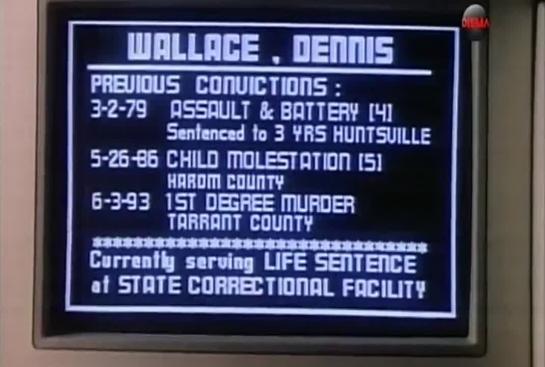 DIEMA
WALLACE , DENNIS
PREVIOUS CONVICTIONS :
3-2-79 ASSAULT & BATTERY [4]
Sentenced to 3 YRS HUNTSVILLE
5-26-86 CHILD MOLESTATION [5]
HARDM COUNTY
6-3-93 1ST DEGREE MURDER
TARRANT COUNTY
********************************
Currently serving LIFE SENTENCE
at STATE CORRECTIONAL FACILITY